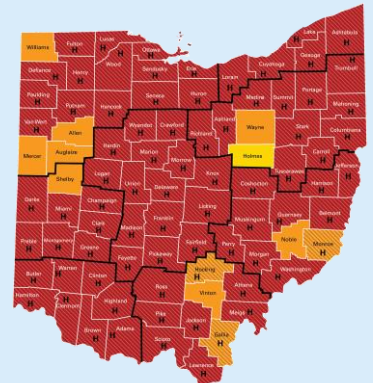 Williams
Fulton
H
Lucas
H
Ottawa
H
Lake
H
Ashtabula
H
Geauga
H
Cuyahoga
H
Defiance
H
Henry
H
Wood
H
Sandusky
H
Erie
H
Lorain
H
Trumbull
H
Paulding
H
Putnam
H
Hancock
H
Seneca
H
Huron
H
Medina
H
Summit
H
Portage
H
Mahoning
H
Van Wert
H
Allen
H
Wyandot
H
Crawford
H
Richland
H
Ashland
H
Wayne
Stark
H
Columbiana
H
Mercer
Auglaize
Hardin
H
Marion
H
Morrow
H
Holmes
Carroll
H
Tuscarawas
H
Jefferson
H
Shelby
Logan
H
Union
H
Delaware
H
Knox
H
Coshocton
H
Harrison
H
Darke
H
Miami
H
Champaign
H
Clark
H
Madison
H
Franklin
H
Licking
H
Muskingum
H
Guernsey
H
Belmont
H
Preble
H
Montgomery
H
Greene
H
Fayette
H
Pickaway
H
Fairfield
H
Perry
H
Morgan
H
Noble
H
Monroe
H
Butler
H
Warren
H
Clinton
H
Ross
H
Hocking
H
Athens
H
Washington
H
Hamilton
H
Clermont
H
Highland
H
Vinton
Pike
H
Jackson
H
Meigs
H
Brown
H
Adams
H
Scioto
H
Gallia
H
Lawrence
H